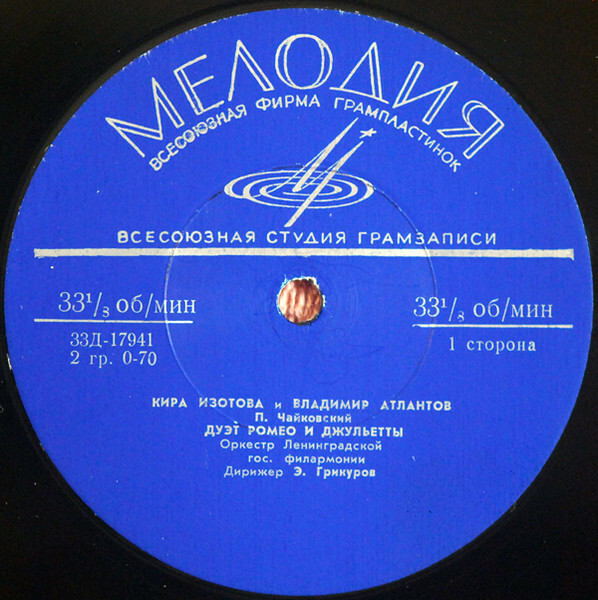 МЕЛОДИЯ
ВСЕСОЮЗНАЯ ФИРМА ГРАМПЛАСТИНОК
ВСЕСОЮЗНАЯ СТУДИЯ ГРАМЗАПИСИ
33¹/₃ об/мин
33Д-17941
2 гр. 0-70
33¹/₃ об/мин
1 сторона
КИРА ИЗОТОВА и ВЛАДИМИР АТЛАНТОВ
П. Чайковский
ДУЭТ РОМЕО И ДЖУЛЬЕТТЫ
Оркестр Ленинградской
гос. филармонии
Дирижер Э. Грикуров